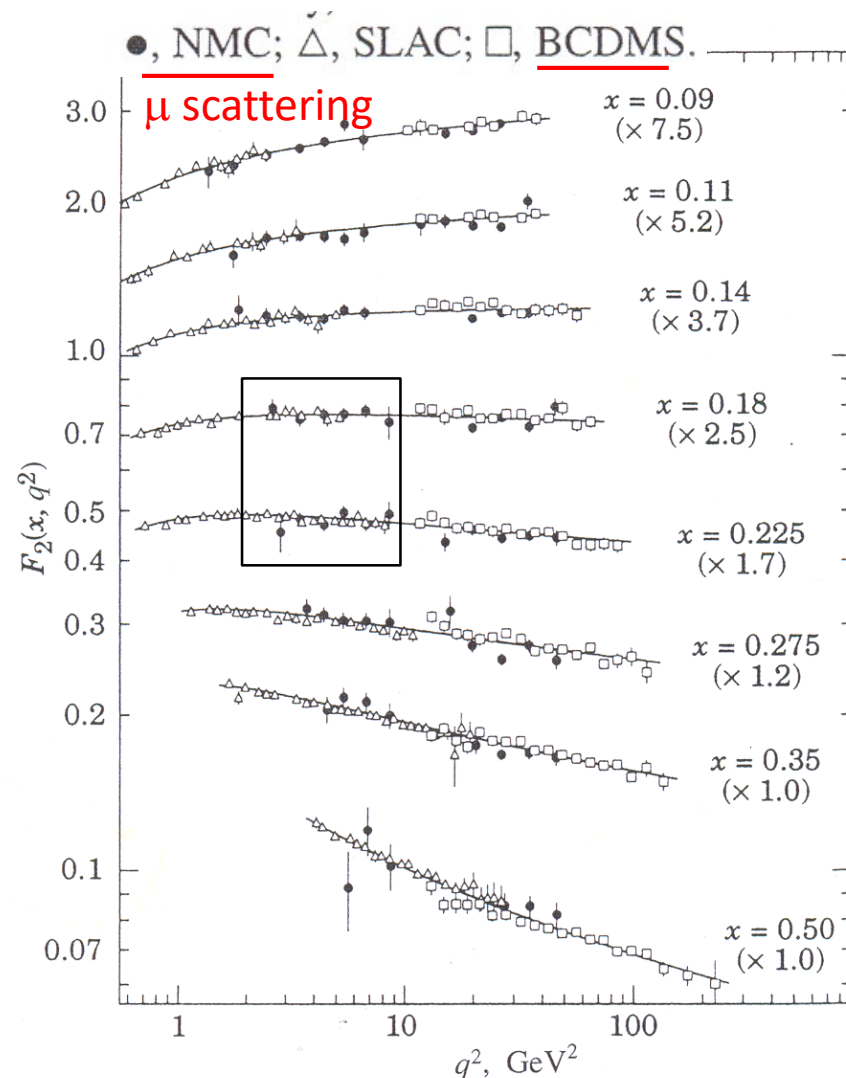 ●, NMC; △, SLAC; □, BCDMS.
μ scattering
3.0
2.0
1.0
0.7
0.5
0.4
0.3
0.2
0.1
0.07
F₂(x, q²)
x = 0.09
(× 7.5)
x = 0.11
(× 5.2)
x = 0.14
(× 3.7)
x = 0.18
(× 2.5)
x = 0.225
(× 1.7)
x = 0.275
(× 1.2)
x = 0.35
(× 1.0)
x = 0.50
(× 1.0)
1 10 100
q², GeV²